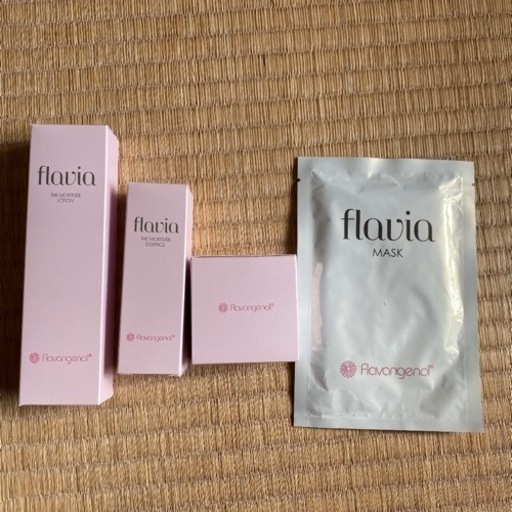 flavia
THE MOISTURE
LOTION
flavangenol
flavia
THE MOISTURE
ESSENCE
flavangenol
flavangenol
flavia
MASK
flavangenol